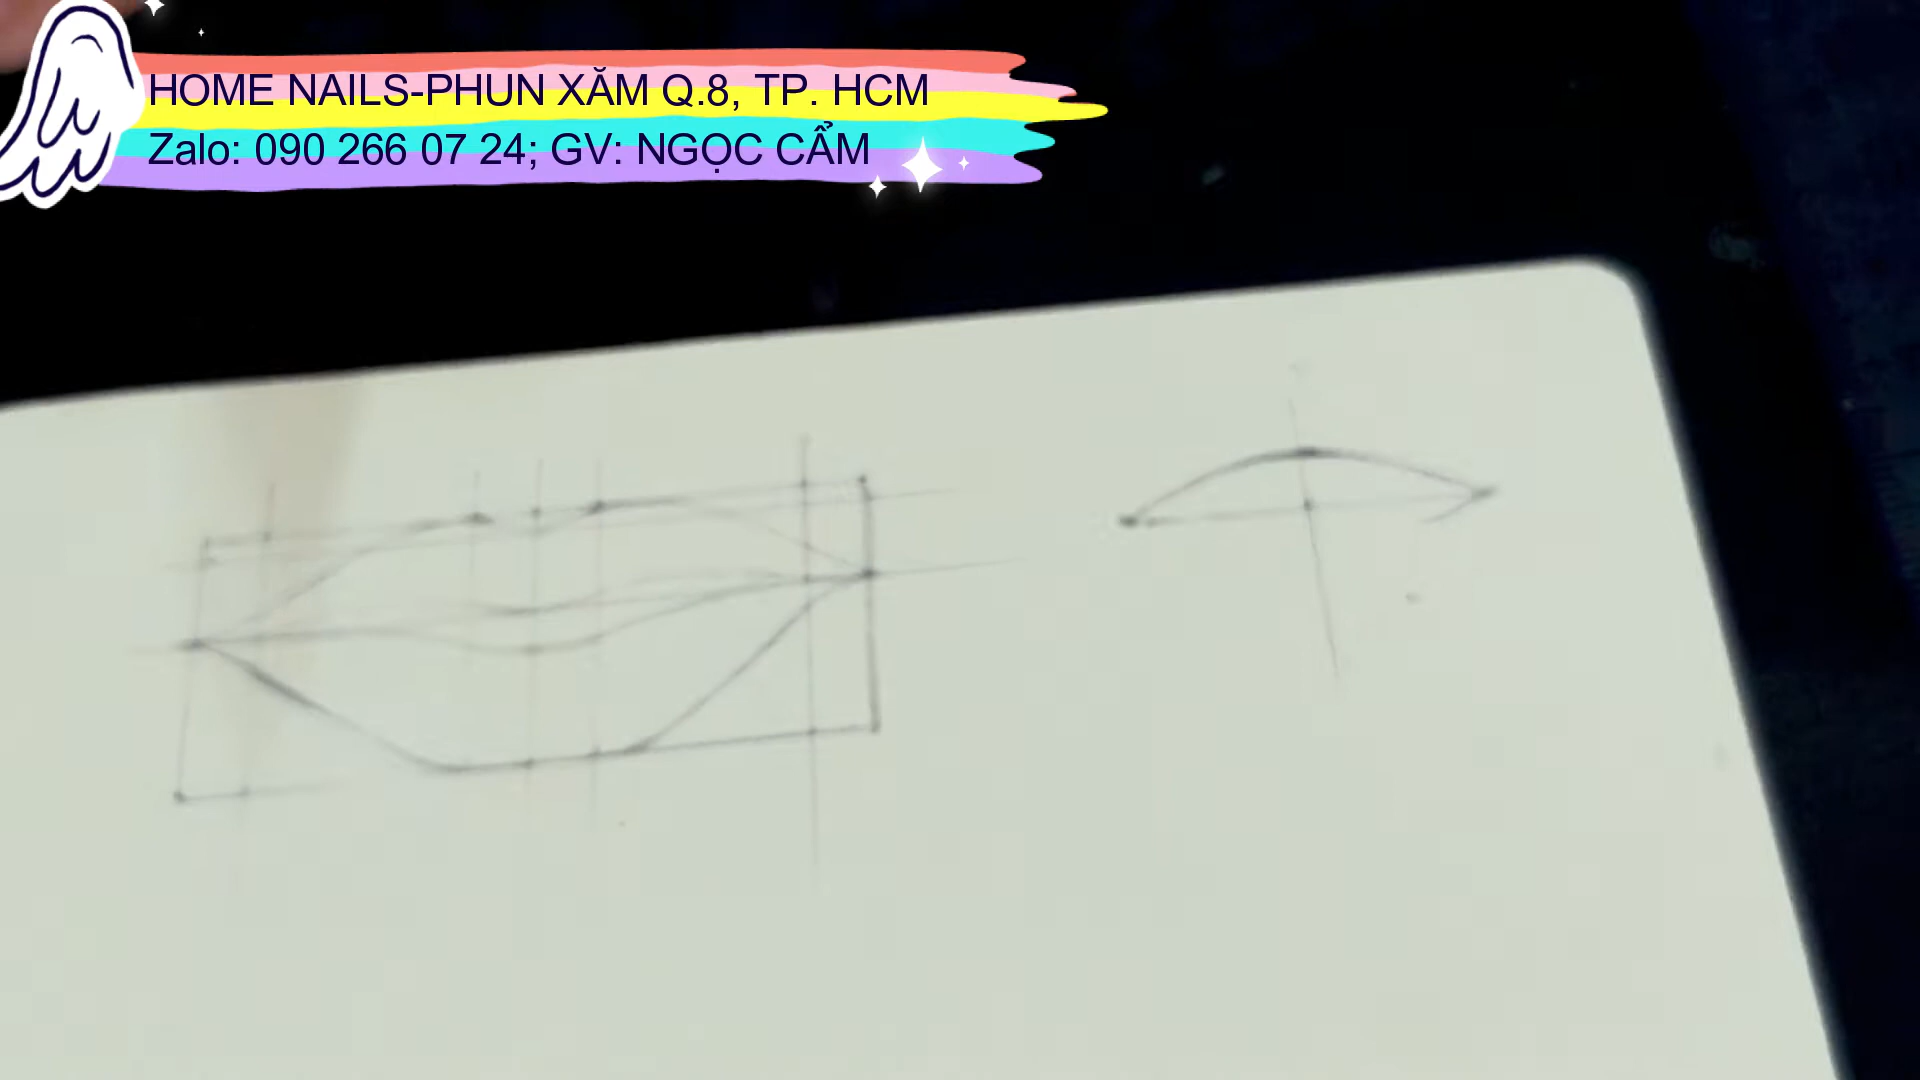 HOME NAILS-PHUN XĂM Q.8, TP. HCM
Zalo: 090 266 07 24; GV: NGỌC CẨM